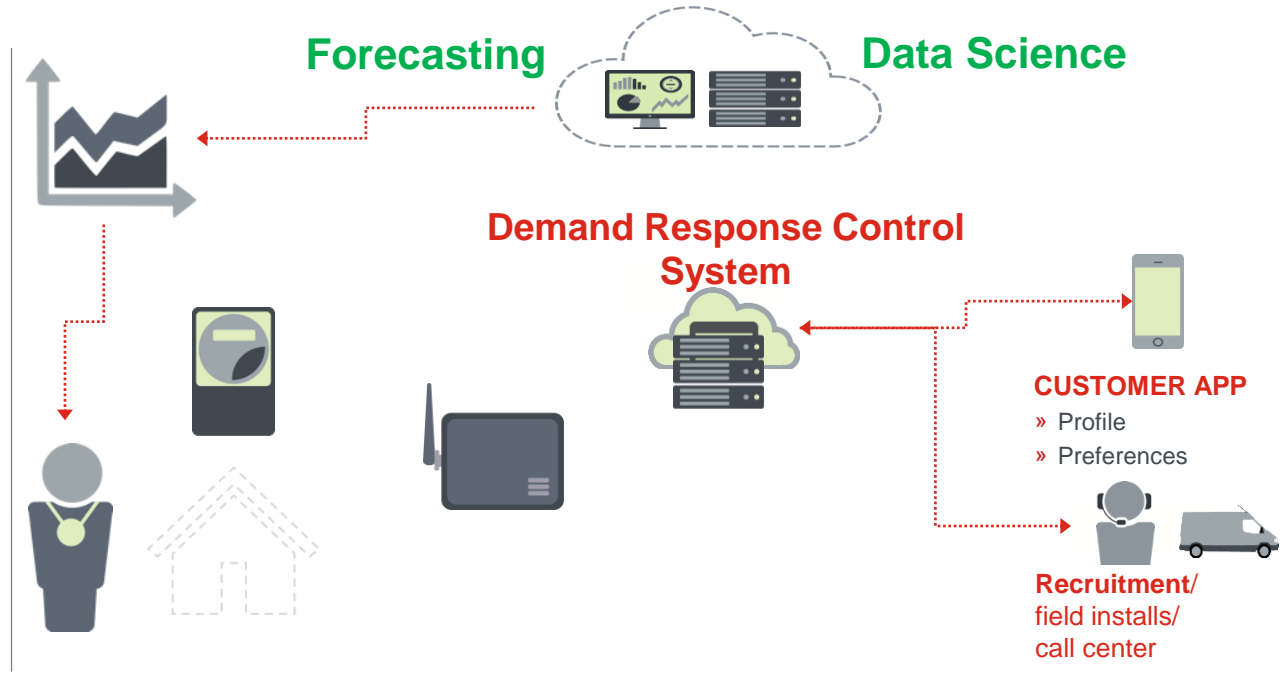 Forecasting
Data Science
Demand Response Control
System
CUSTOMER APP
» Profile
» Preferences
Recruitment/
field installs/
call center